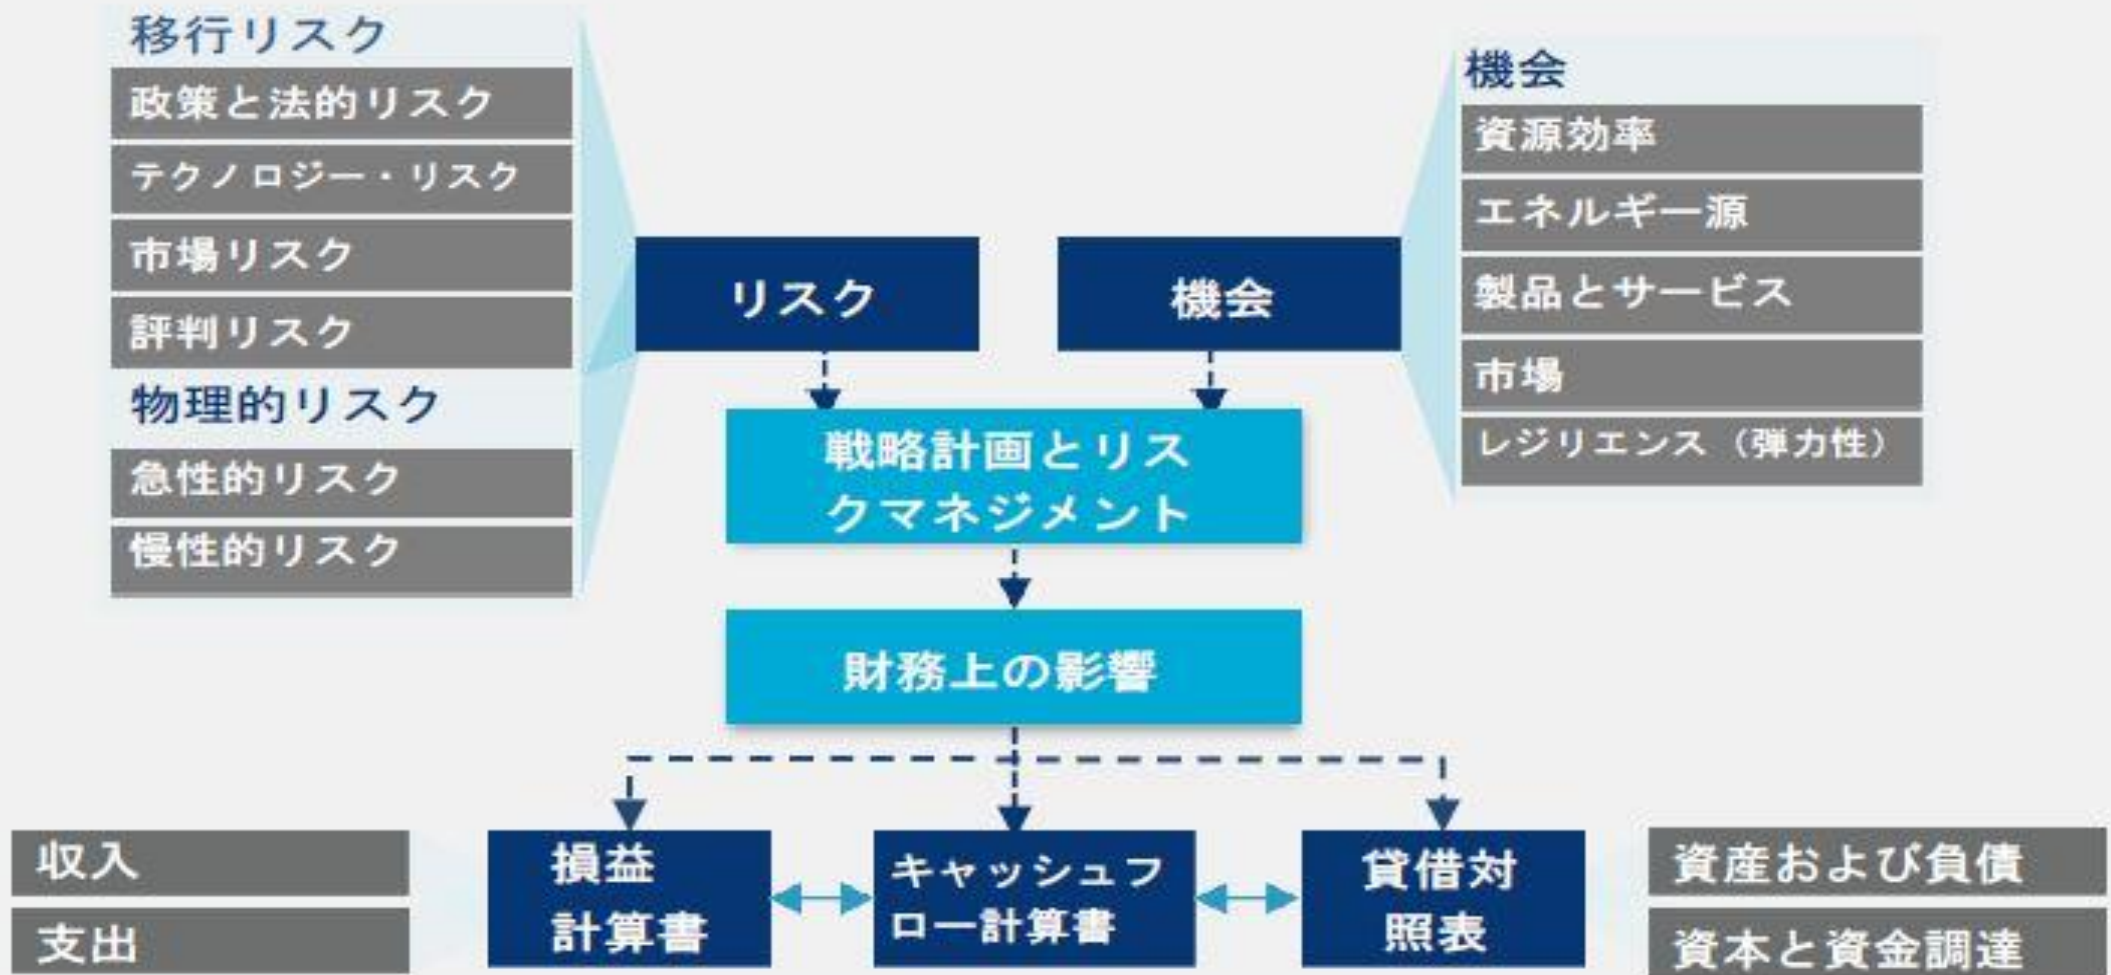 移行リスク
政策と法的リスク
テクノロジー・リスク
市場リスク
評判リスク
物理的リスク
急性的リスク
慢性的リスク
リスク
機会
機会
資源効率
エネルギー源
製品とサービス
市場
レジリエンス（弾力性）
戦略計画とリス
クマネジメント
財務上の影響
収入
支出
損益
計算書
キャッシュフ
ロー計算書
貸借対
照表
資産および負債
資本と資金調達